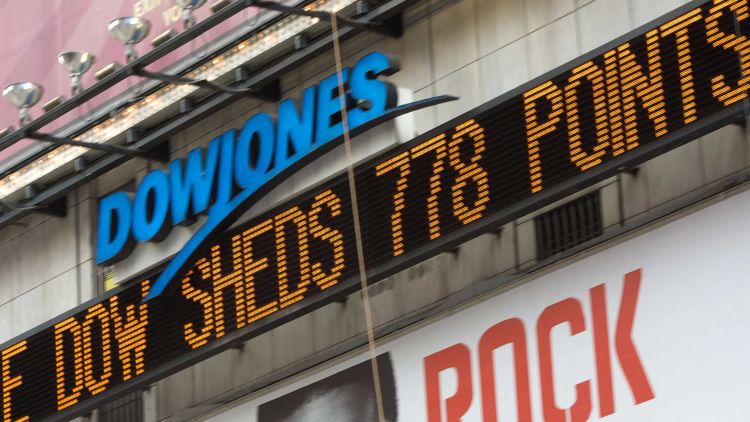 DOWJONES
E DOW SHEDS 778 POINTS
ROCK